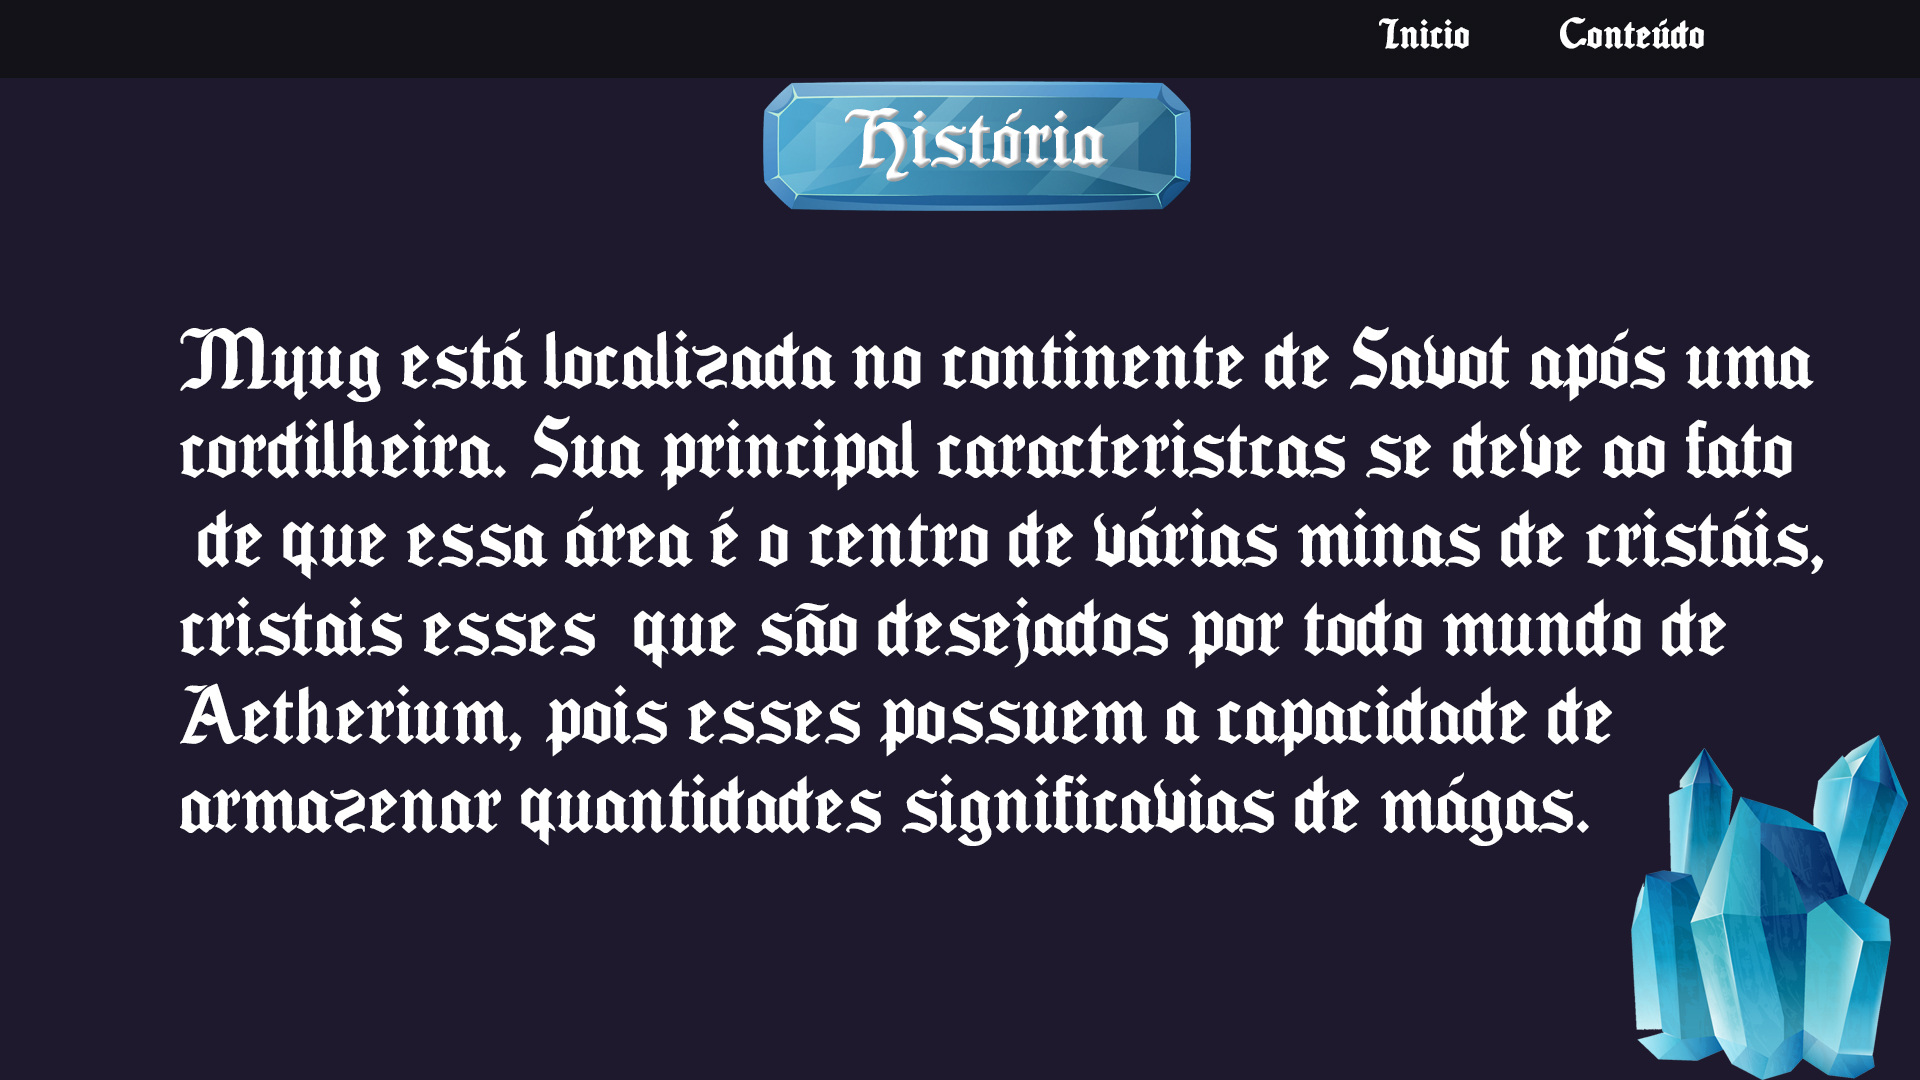 Inicio Conteúdo
História
Myug está localizada no continente de Savot após uma
cordilheira. Sua principal caracteristcas se deve ao fato
de que essa área é o centro de várias minas de cristáis,
cristais esses que são desejados por todo mundo de
Aetherium, pois esses possuem a capacidade de
armazenar quantidades significavias de mágas.